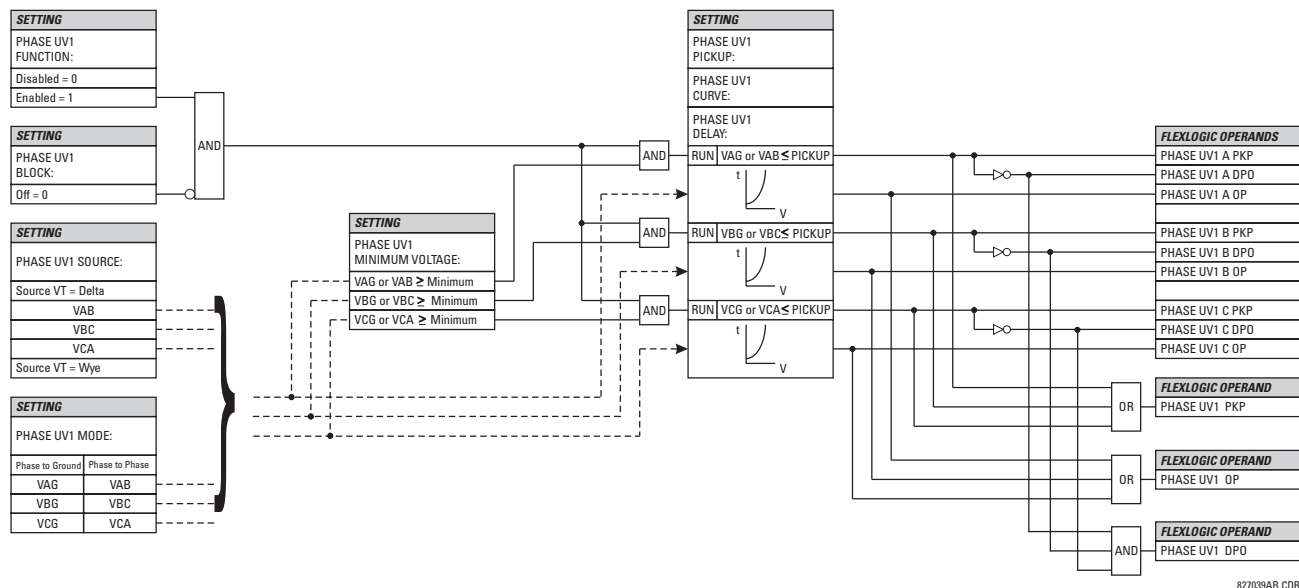 SETTING
PHASE UV1
FUNCTION:
Disabled = 0
Enabled = 1
SETTING
PHASE UV1
BLOCK:
Off = 0
AND
SETTING
PHASE UV1 SOURCE:
Source VT = Delta
VAB
VBC
VCA
Source VT = Wye
SETTING
PHASE UV1 MODE:
Phase to Ground Phase to Phase
VAG VAB
VBG VBC
VCG VCA
SETTING
PHASE UV1
MINIMUM VOLTAGE:
VAG or VAB ≥ Minimum
VBG or VBC ≥ Minimum
VCG or VCA ≥ Minimum
AND
AND
AND
SETTING
PHASE UV1
PICKUP:
PHASE UV1
CURVE:
PHASE UV1
DELAY:
RUN VAG or VAB ≤ PICKUP
t
V
RUN VBG or VBC ≤ PICKUP
t
V
RUN VCG or VCA ≤ PICKUP
t
V
FLEXLOGIC OPERANDS
PHASE UV1 A PKP
PHASE UV1 A DPO
PHASE UV1 A OP
PHASE UV1 B PKP
PHASE UV1 B DPO
PHASE UV1 B OP
PHASE UV1 C PKP
PHASE UV1 C DPO
PHASE UV1 C OP
OR
FLEXLOGIC OPERAND
PHASE UV1 PKP
OR
FLEXLOGIC OPERAND
PHASE UV1 OP
AND
FLEXLOGIC OPERAND
PHASE UV1 DPO
827039AB.CDR